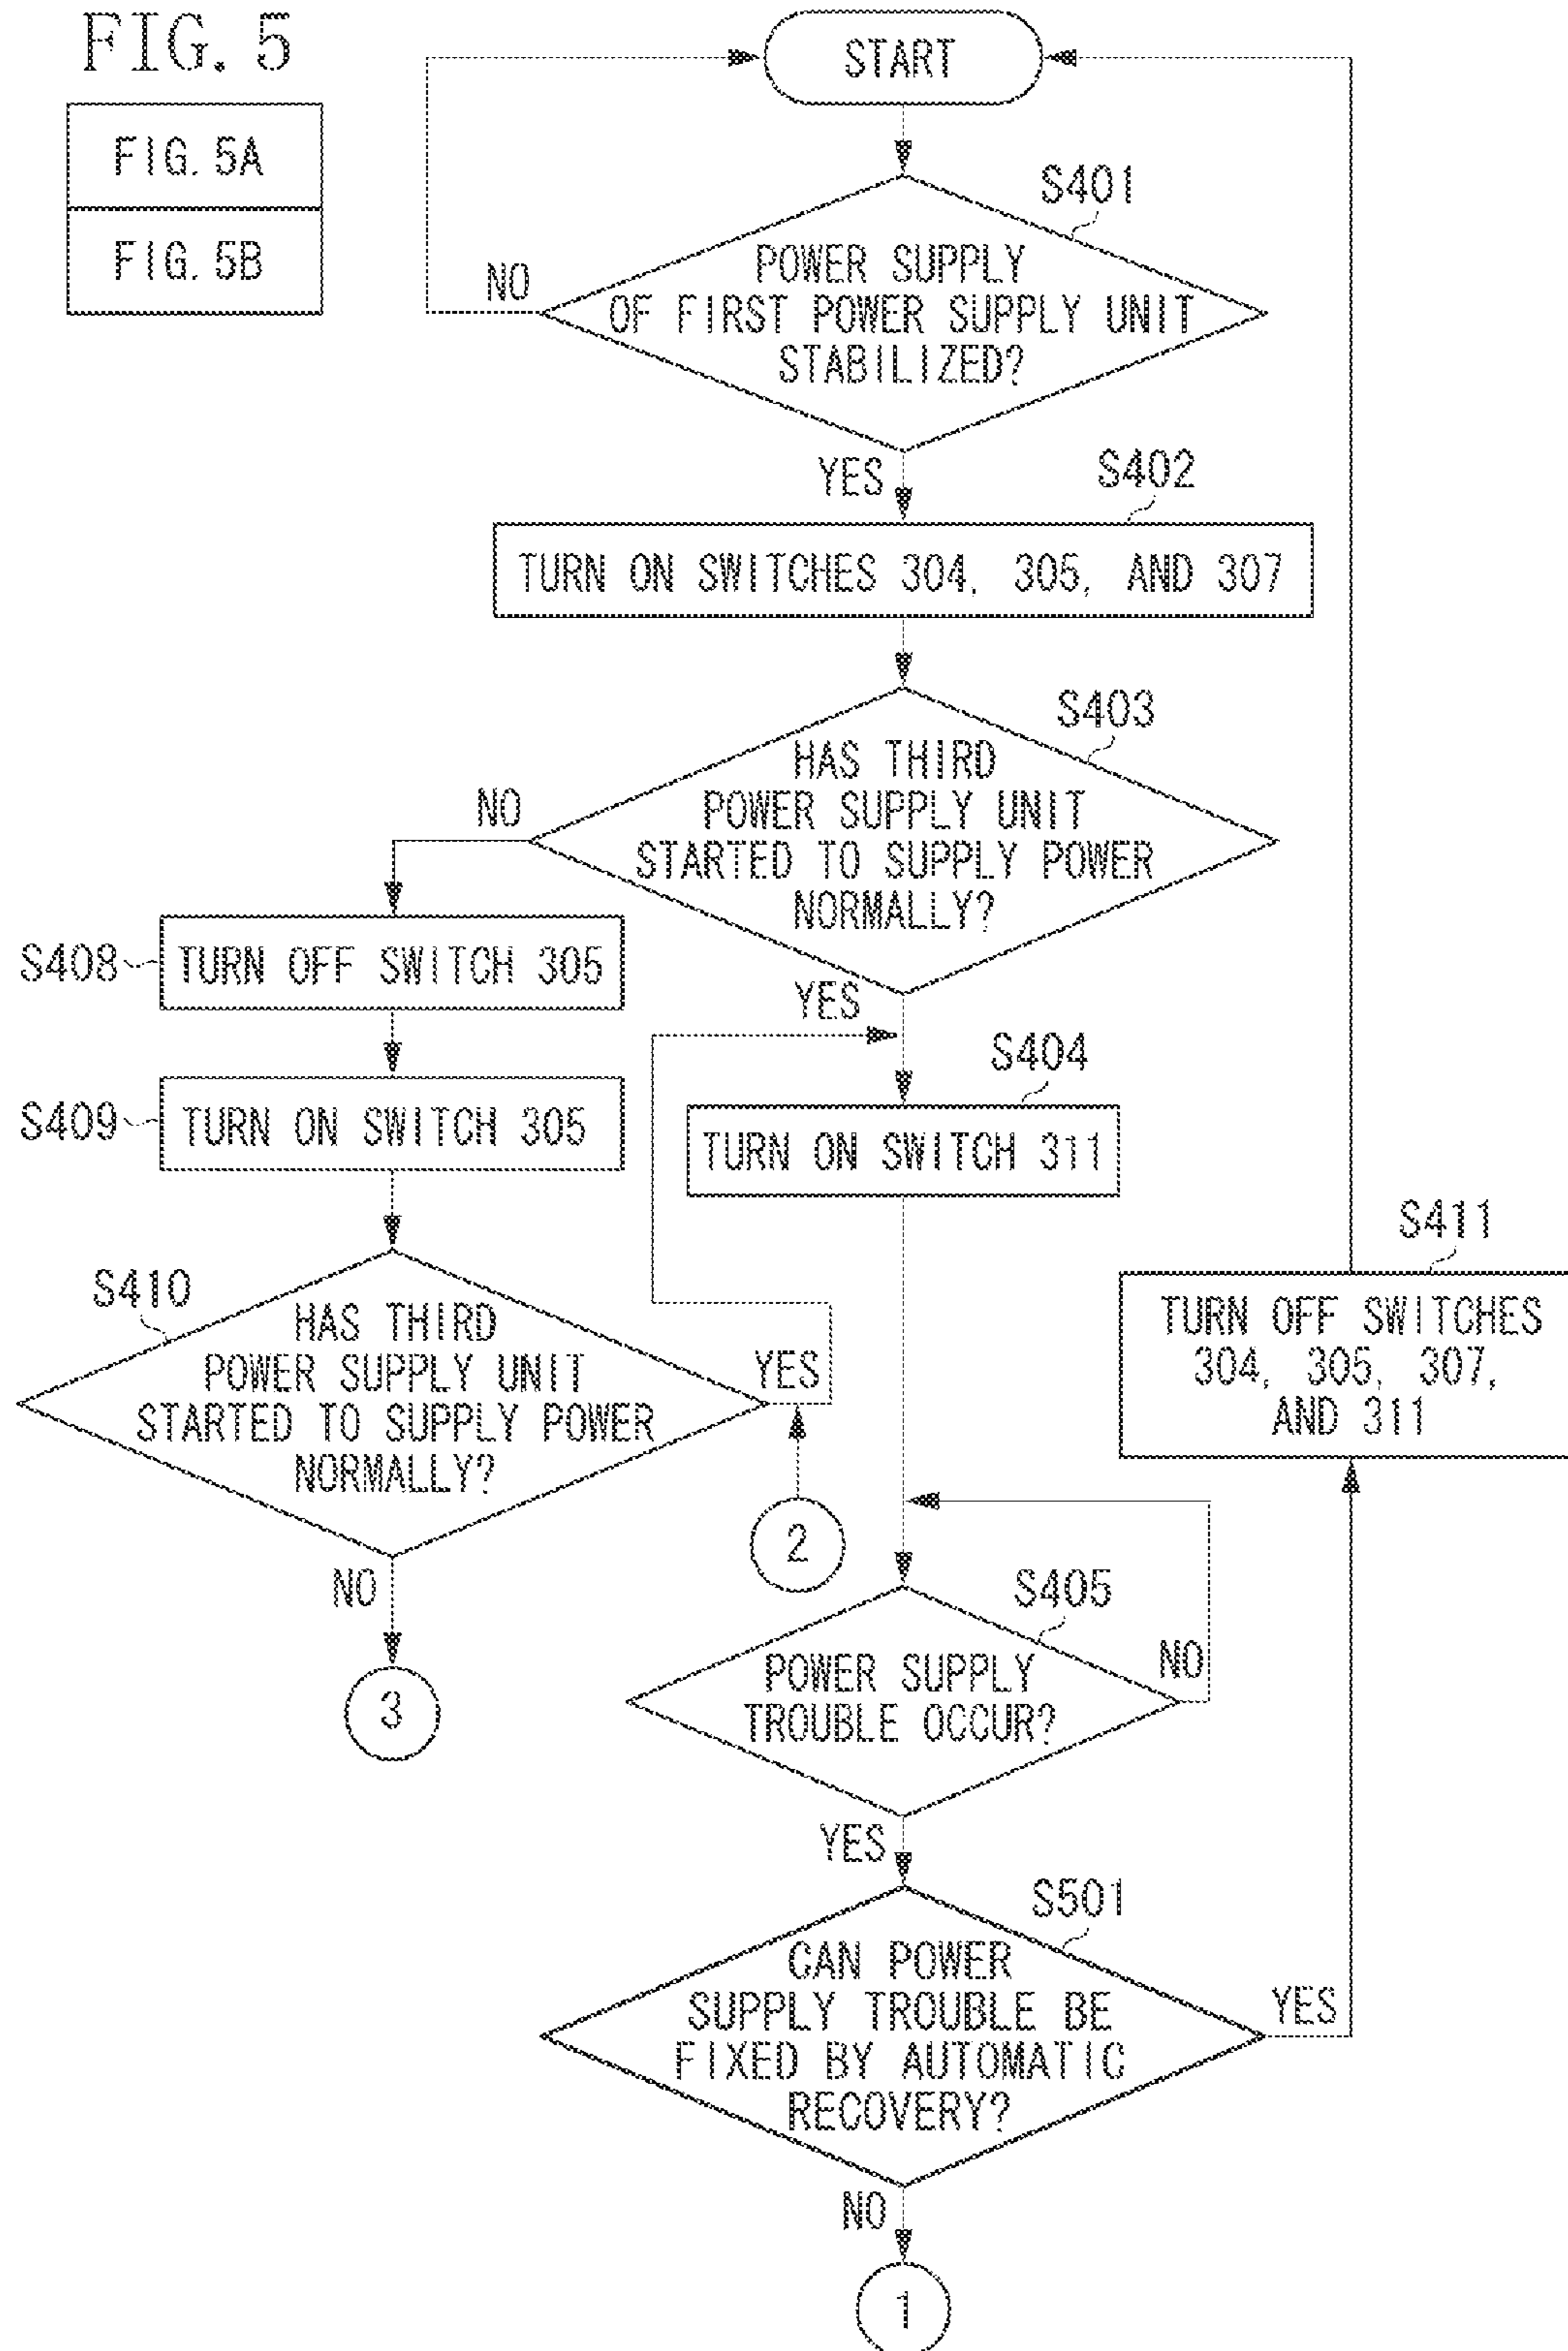 FIG. 5
FIG. 5A
FIG. 5B
START
S401
POWER SUPPLY
OF FIRST POWER SUPPLY UNIT
STABILIZED?
NO
YES
S402
TURN ON SWITCHES 304, 305, AND 307
S403
HAS THIRD
POWER SUPPLY UNIT
STARTED TO SUPPLY POWER
NORMALLY?
NO
YES
S408
TURN OFF SWITCH 305
S409
TURN ON SWITCH 305
S404
TURN ON SWITCH 311
S410
HAS THIRD
POWER SUPPLY UNIT
STARTED TO SUPPLY POWER
NORMALLY?
YES
NO
2
3
S411
TURN OFF SWITCHES
304, 305, 307,
AND 311
S405
POWER SUPPLY
TROUBLE OCCUR?
NO
YES
S501
CAN POWER
SUPPLY TROUBLE BE
FIXED BY AUTOMATIC
RECOVERY?
YES
NO
1